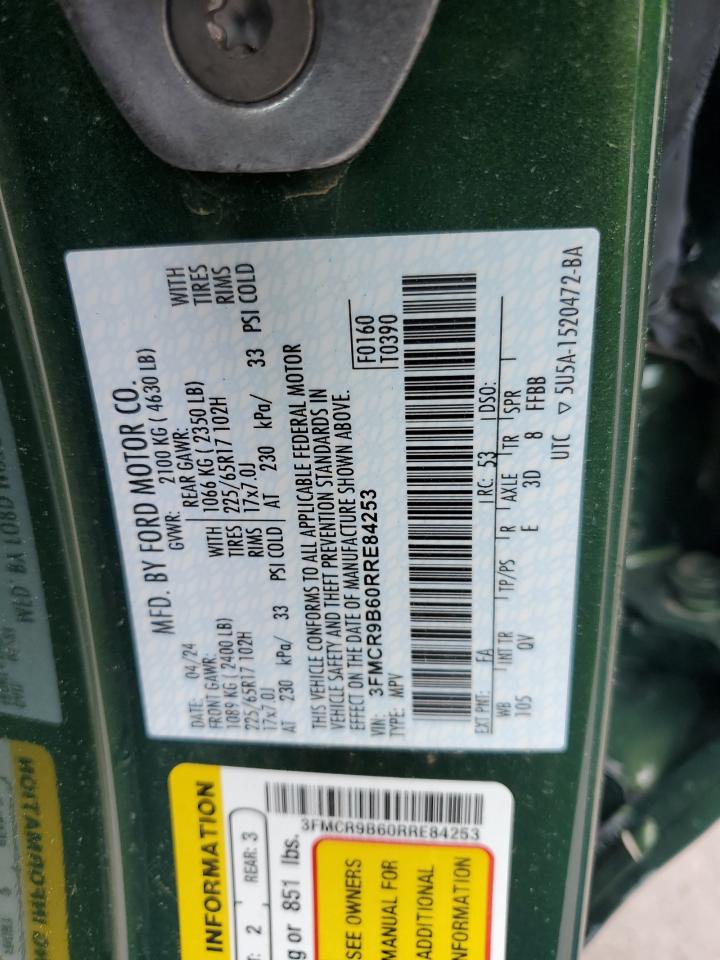 MFD. BY FORD MOTOR CO.
DATE: 04/24 GVWR: 2100 KG ( 4630 LB)
FRONT GAWR: REAR GAWR:
1089 KG ( 2400 LB) WITH 1066 KG ( 2350 LB) WITH
225/65R17 102H TIRES 225/65R17 102H TIRES
17x7.0J RIMS 17x7.0J RIMS
AT 230 kPa/ 33 PSI COLD AT 230 kPa/ 33 PSI COLD
THIS VEHICLE CONFORMS TO ALL APPLICABLE FEDERAL MOTOR
VEHICLE SAFETY AND THEFT PREVENTION STANDARDS IN
EFFECT ON THE DATE OF MANUFACTURE SHOWN ABOVE.
VIN: 3FMCR9B60RRE84253 F0160
TYPE: MPV T0390
EXT PNT: FA RC: 53 DSO:
WB INT TR TP/PS R AXLE TR SPR
105 QV E 3D 8 FFBB
UTC ▽ 5U5A-1520472-BA
INFORMATION
2 REAR: 3
g or 851 lbs.
3FMCR9B60RRE84253
SEE OWNERS
MANUAL FOR
ADDITIONAL
INFORMATION